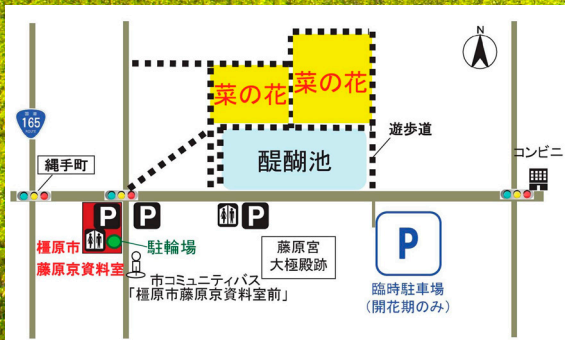 菜の花
菜の花
N
国道
165
ROUTE
遊歩道
醍醐池
コンビニ
縄手町
P
P
P
橿原市
藤原京資料室
駐輪場
藤原宮
大極殿跡
P
臨時駐車場
(開花期のみ)
市コミュニティバス
「橿原市藤原京資料室前」